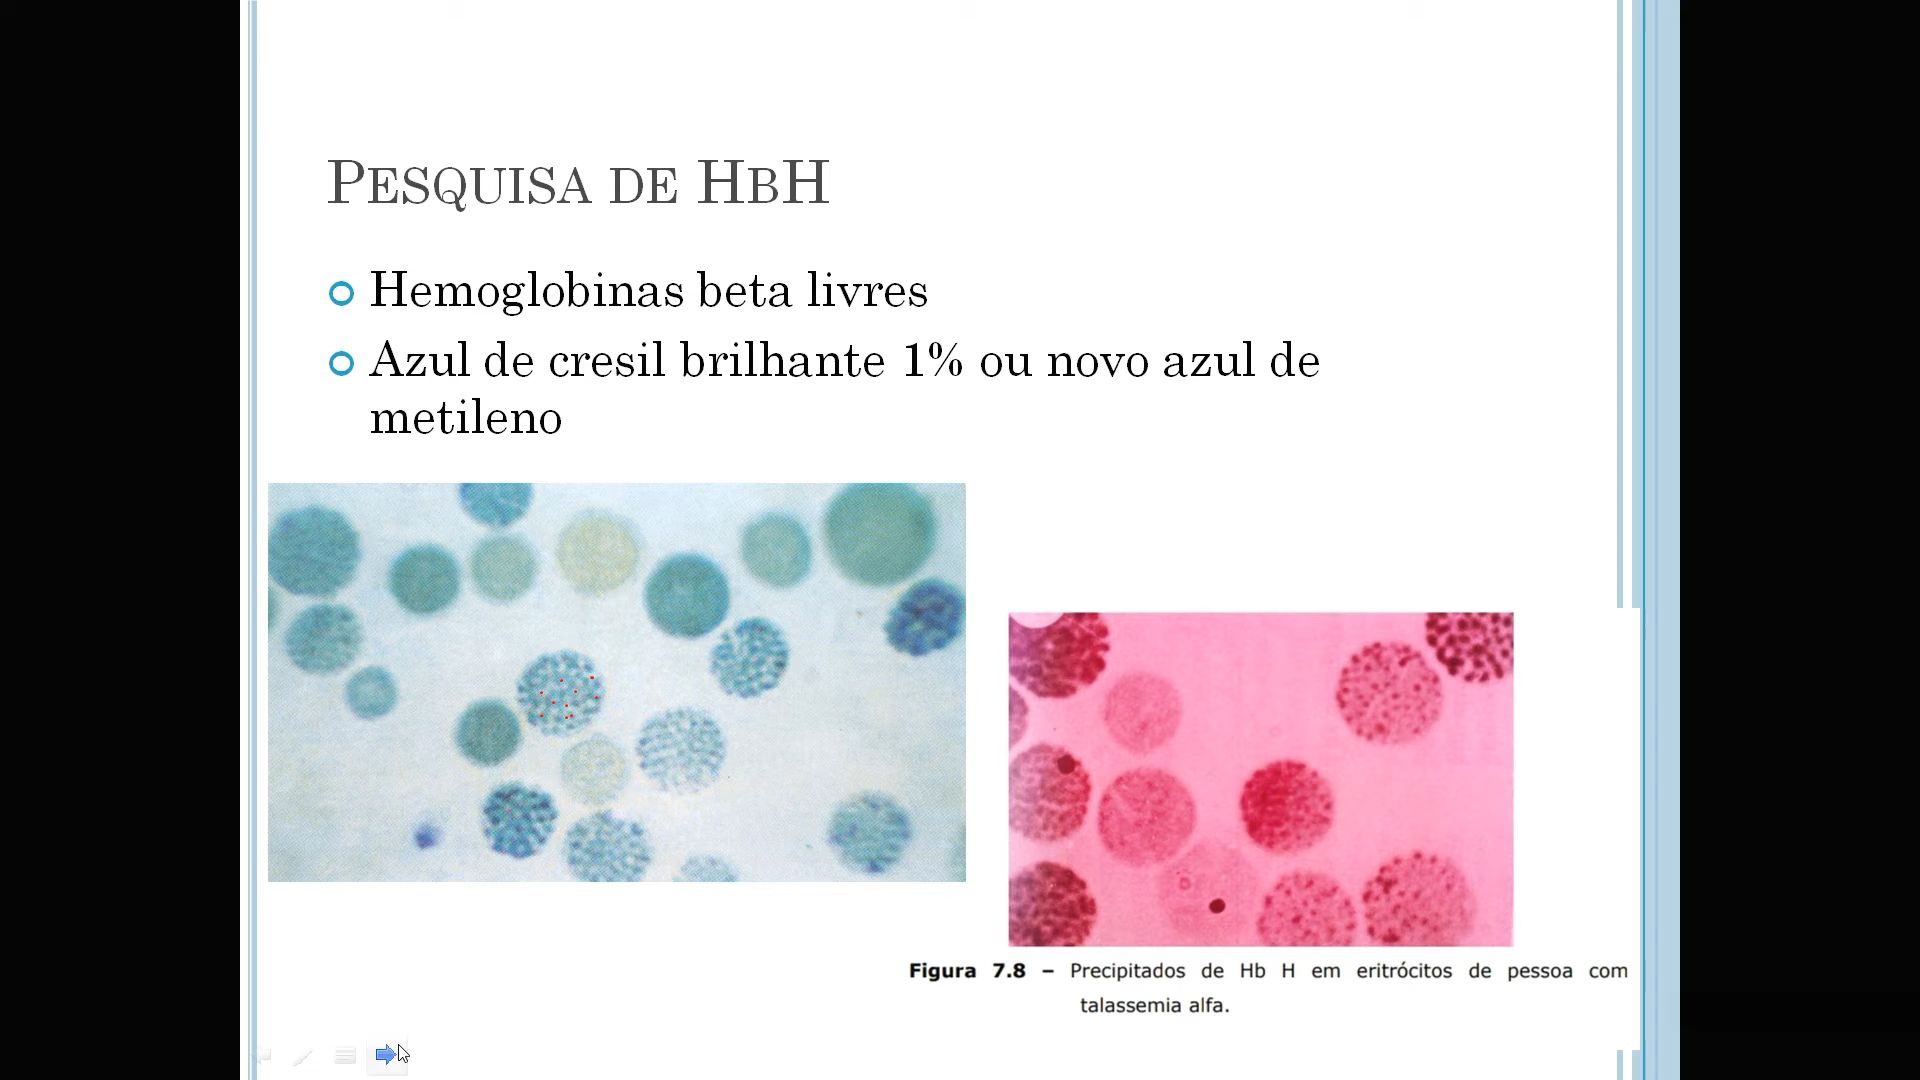 PESQUISA DE HBH
Hemoglobinas beta livres
Azul de cresil brilhante 1% ou novo azul de
metileno
Figura 7.8 – Precipitados de Hb H em eritrócitos de pessoa com
talassemia alfa.